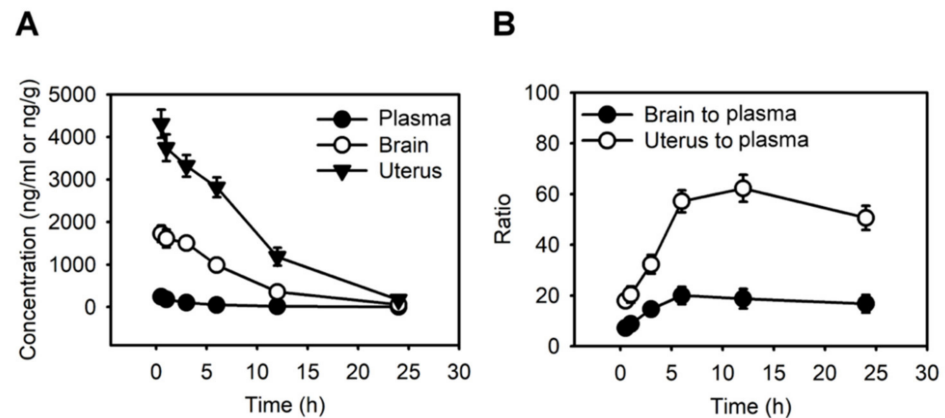 A
Concentration (ng/ml or ng/g)
5000
4000
3000
2000
1000
0
Plasma
Brain
Uterus
0 5 10 15 20 25 30
Time (h)
B
Ratio
100
80
60
40
20
0
Brain to plasma
Uterus to plasma
0 5 10 15 20 25 30
Time (h)